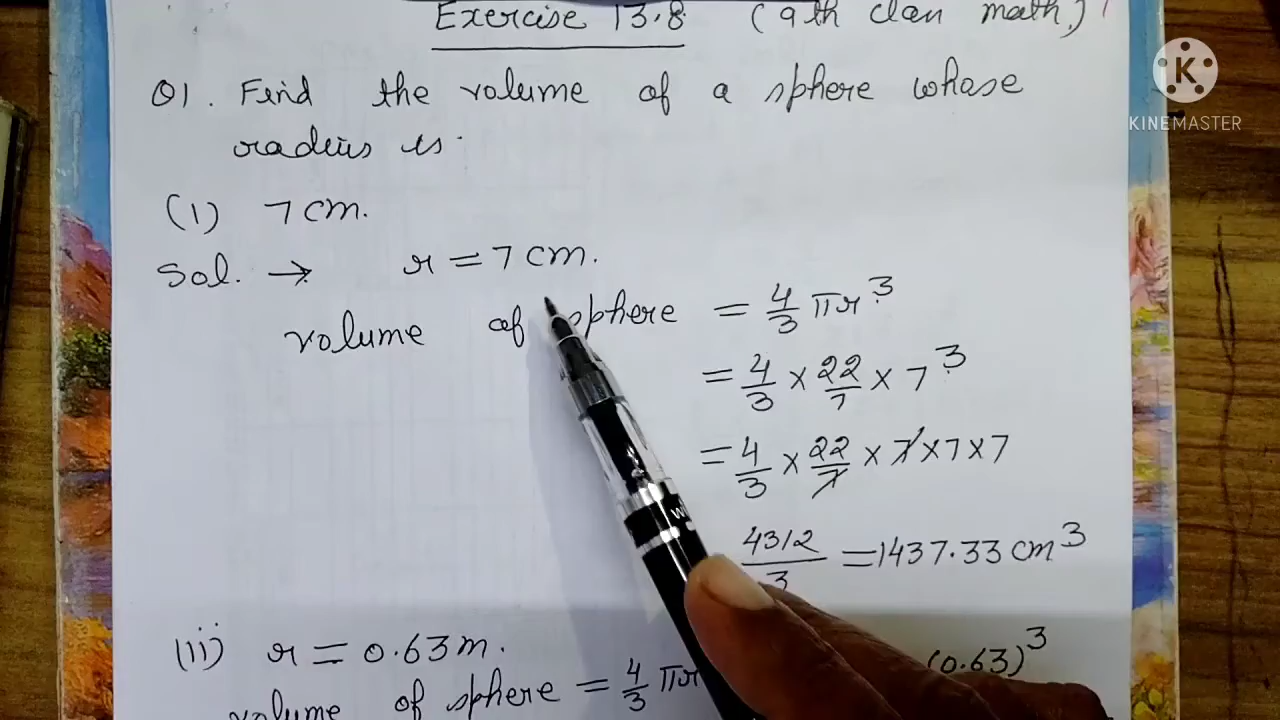 Exercise 13.8 (9th clan math)
KINEMASTER
Q1. Find the volume of a sphere whose
radius is.
(1) 7 cm.
Sol. → r = 7 cm.
volume of sphere = 4/3 πr³
= 4/3 × 22/7 × 7³
= 4/3 × 22/7 × 7 × 7 × 7
4312/3 = 1437.33 cm³
(ii) r = 0.63 m.
volume of sphere = 4/3 πr (0.63)³